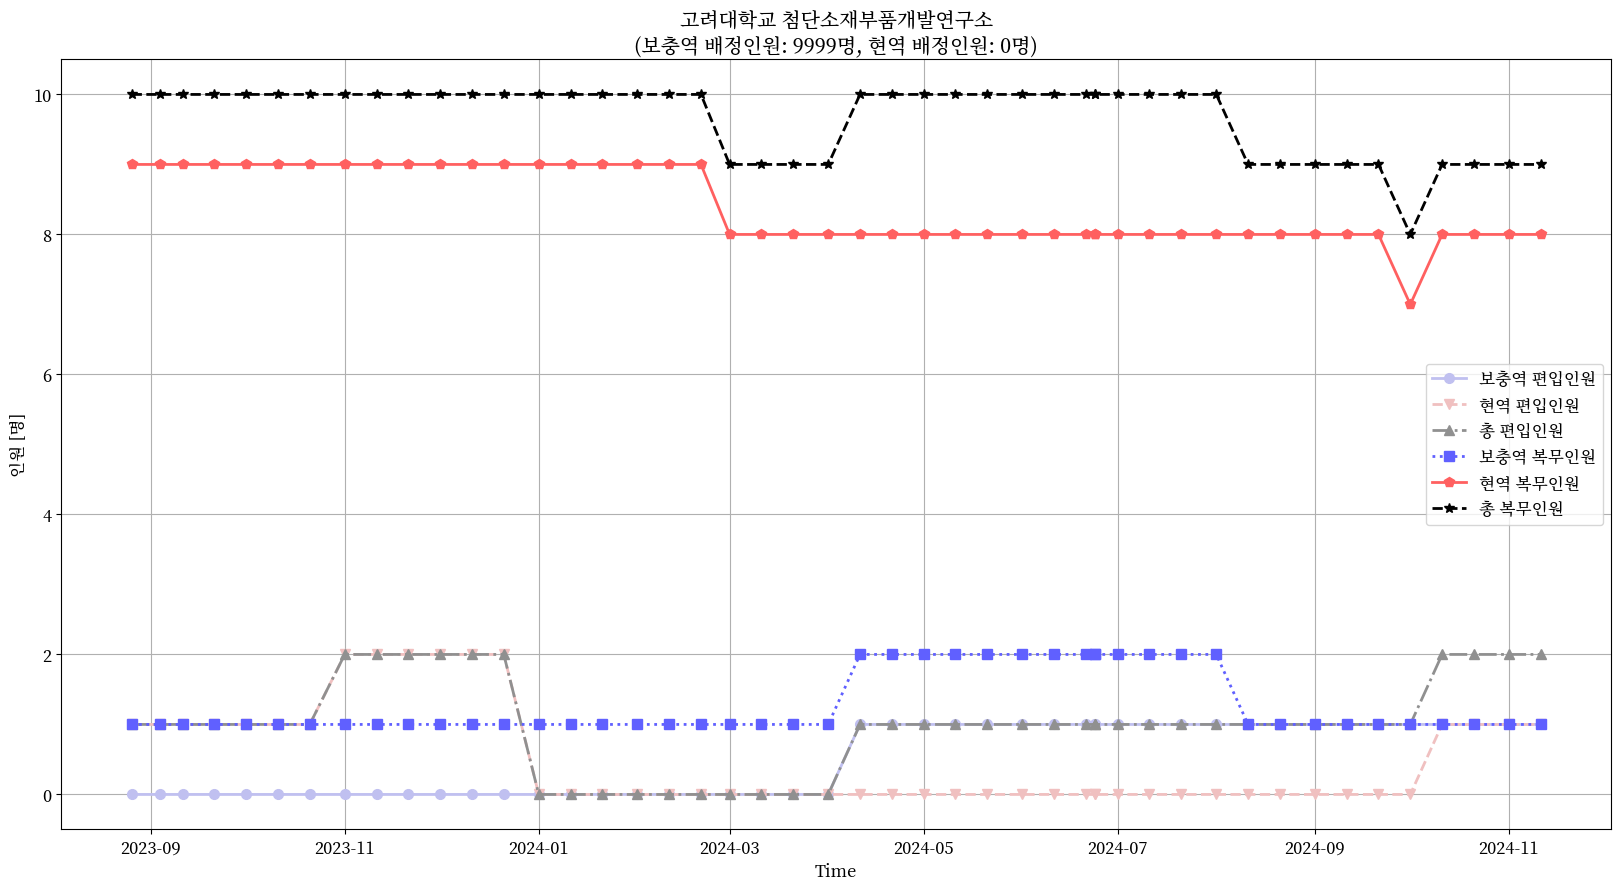 고려대학교 첨단소재부품개발연구소
(보충역 배정인원: 9999명, 현역 배정인원: 0명)
인원 [명]
10
8
6
4
2
0
보충역 편입인원
현역 편입인원
총 편입인원
보충역 복무인원
현역 복무인원
총 복무인원
2023-09 2023-11 2024-01 2024-03 2024-05 2024-07 2024-09 2024-11
Time